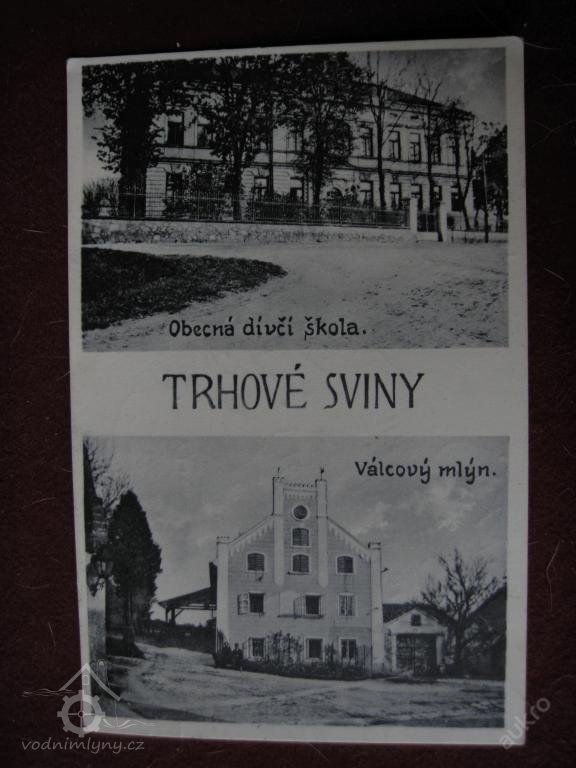 Obecná dívčí škola.
TRHOVÉ SVINY
Válcový mlýn.
vodnimlyny.cz
aukro